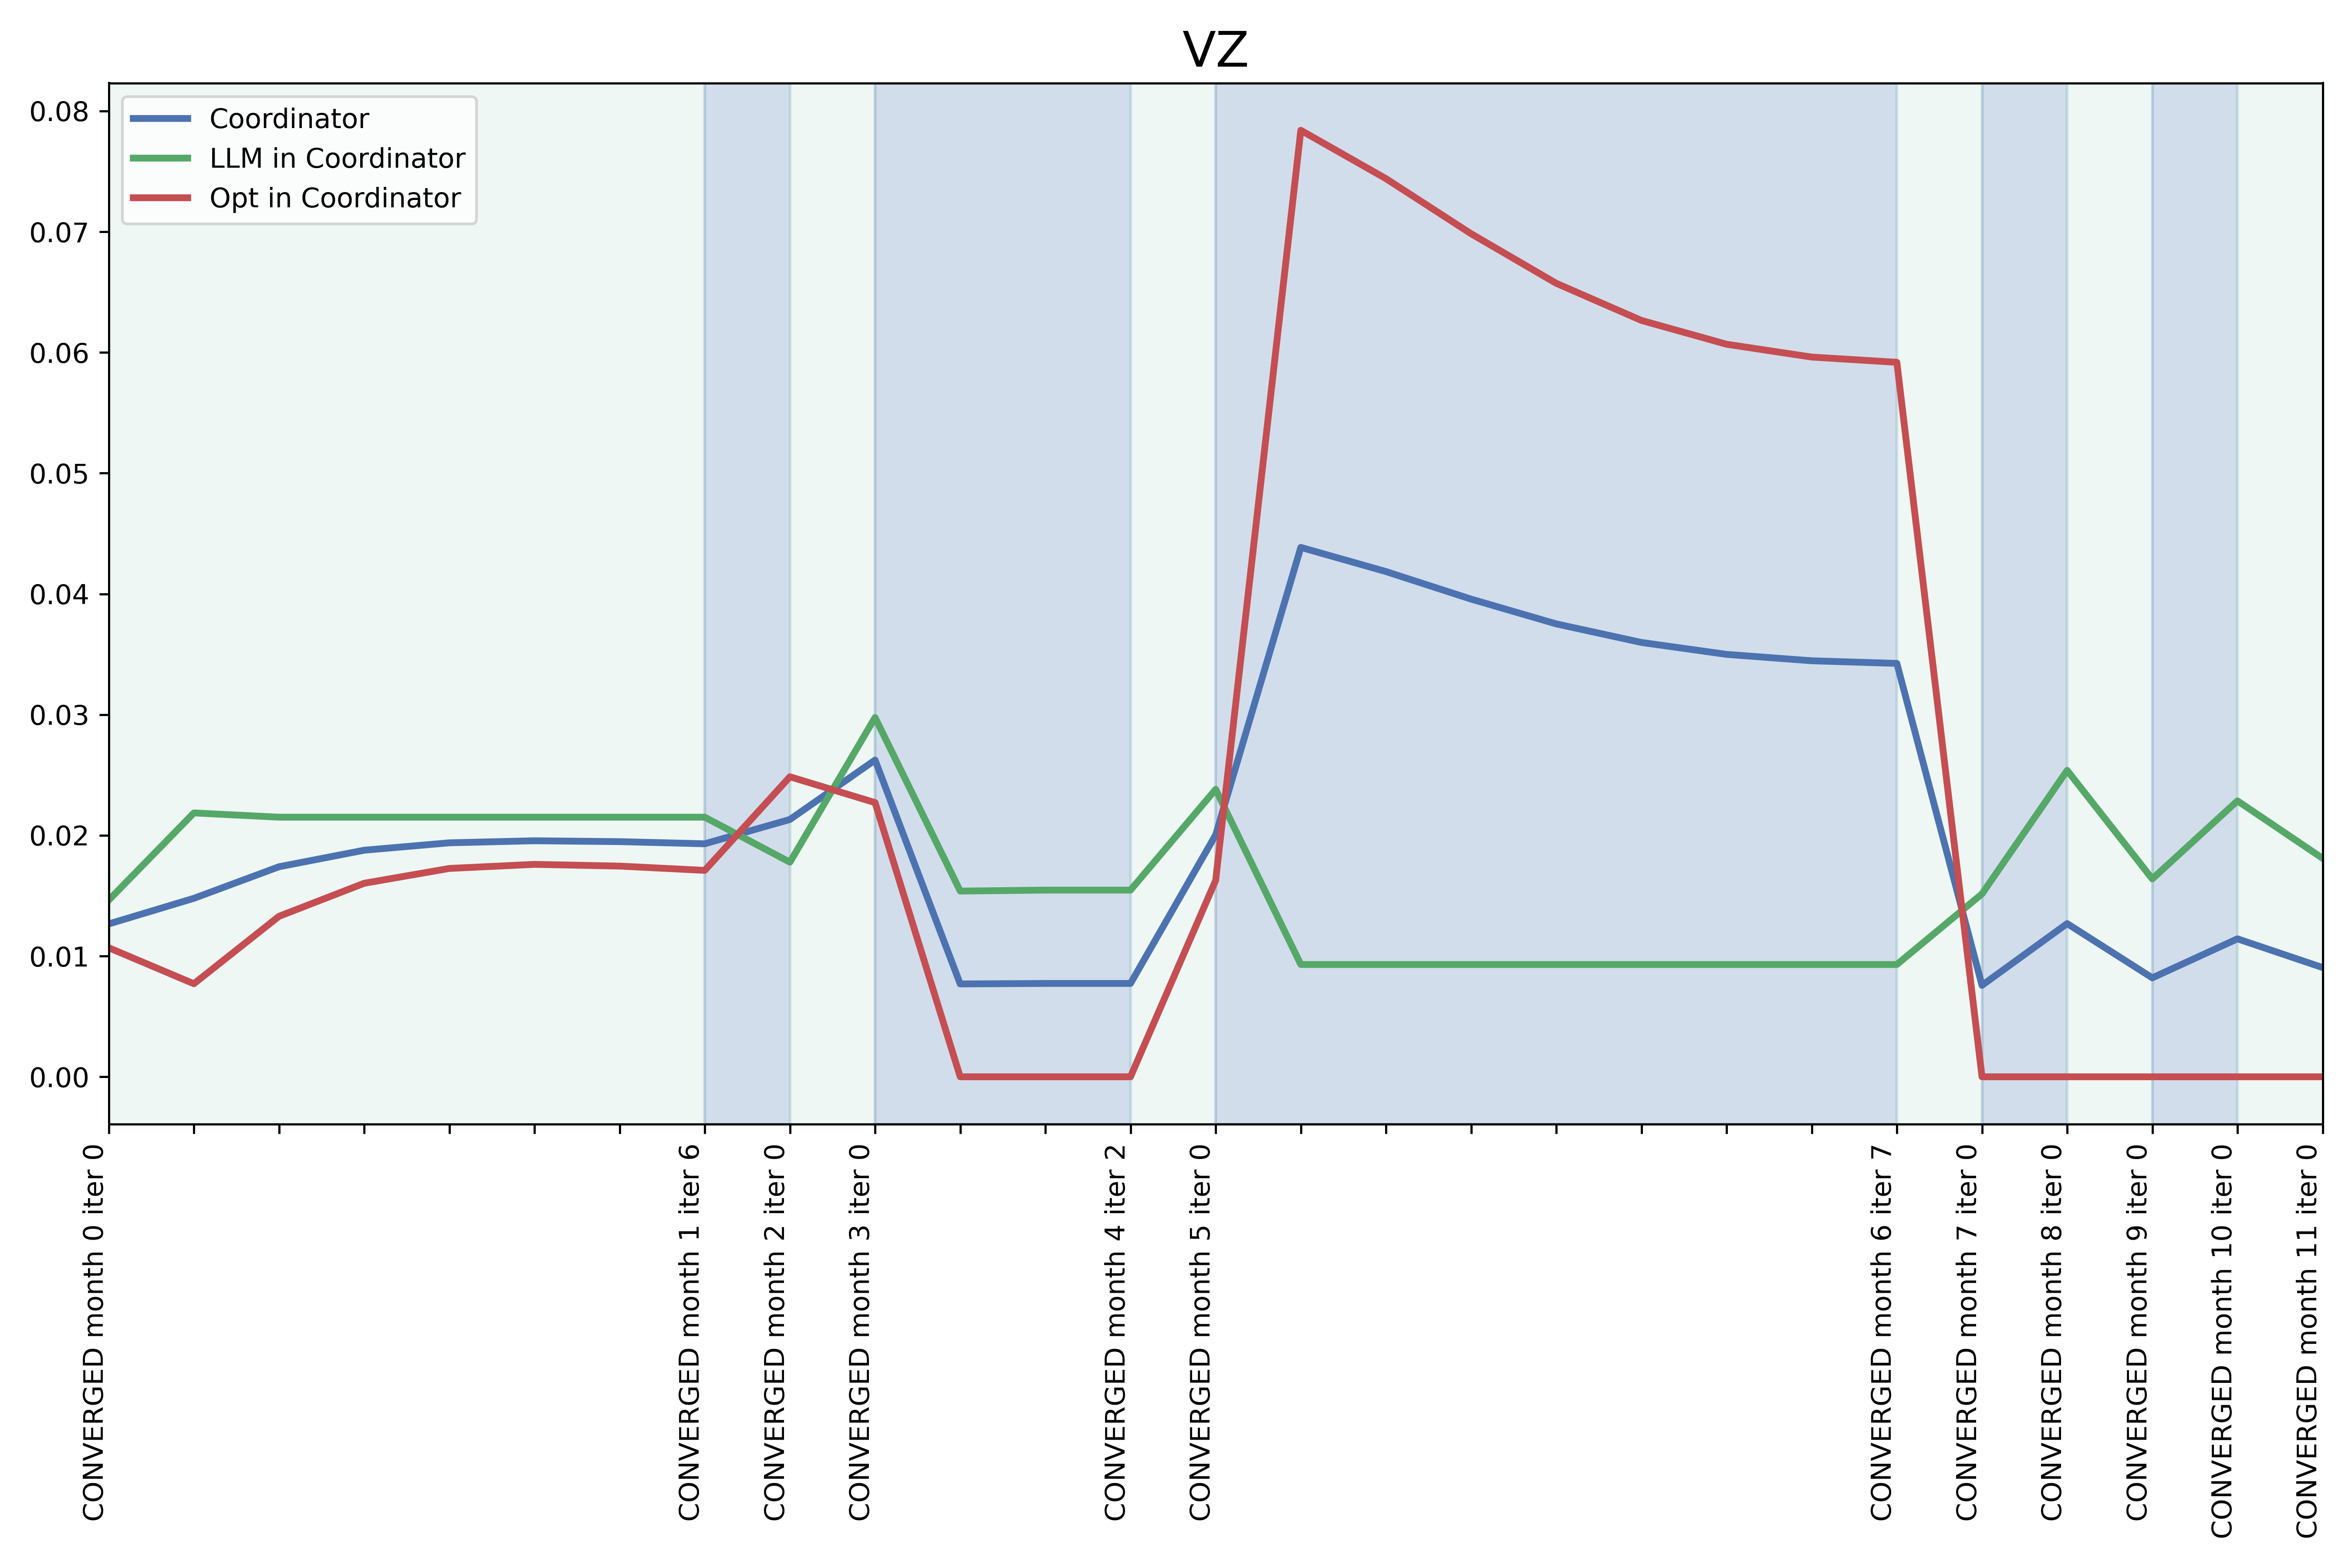 VZ
Coordinator
LLM in Coordinator
Opt in Coordinator
0.08
0.07
0.06
0.05
0.04
0.03
0.02
0.01
0.00
CONVERGED month 0 iter 0
CONVERGED month 1 iter 6
CONVERGED month 2 iter 0
CONVERGED month 3 iter 0
CONVERGED month 4 iter 2
CONVERGED month 5 iter 0
CONVERGED month 6 iter 7
CONVERGED month 7 iter 0
CONVERGED month 8 iter 0
CONVERGED month 9 iter 0
CONVERGED month 10 iter 0
CONVERGED month 11 iter 0